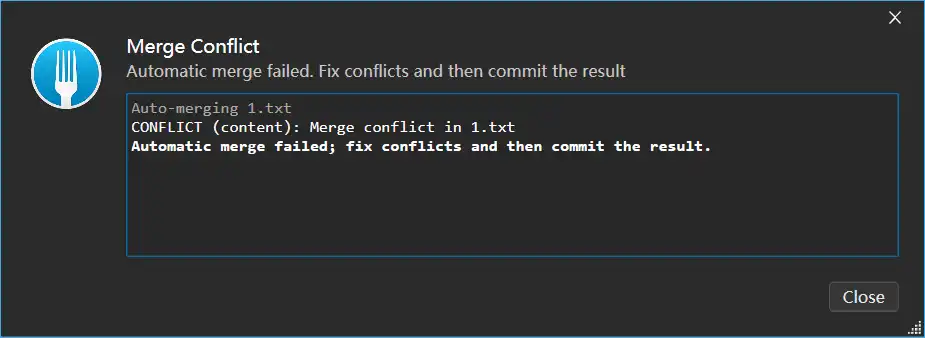 Merge Conflict
Automatic merge failed. Fix conflicts and then commit the result
Auto-merging 1.txt
CONFLICT (content): Merge conflict in 1.txt
Automatic merge failed; fix conflicts and then commit the result.
Close